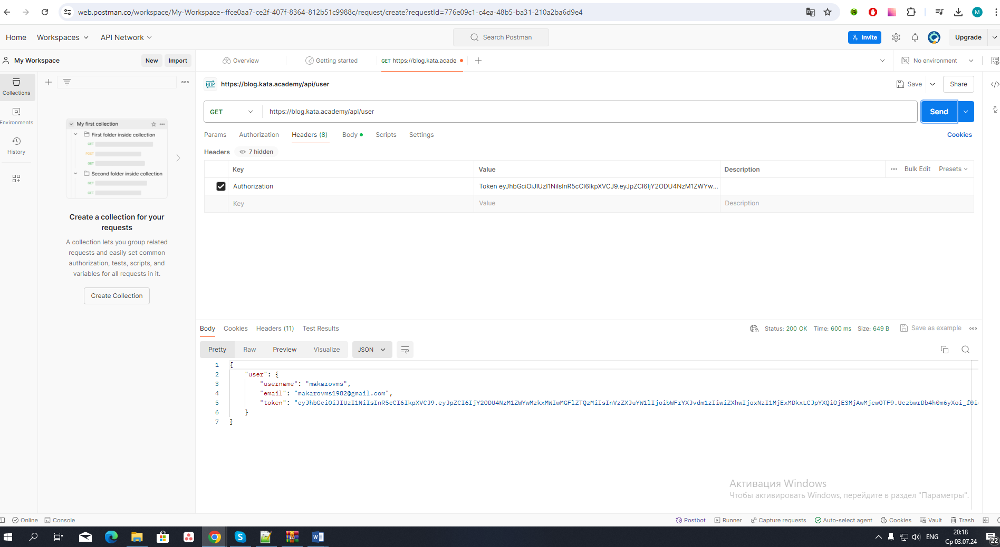 web.postman.co/workspace/My-Workspace~ffce0aa7-ce2f-407f-8364-812b51c9988c/request/create?requestId=776e09c1-c4ea-48b5-ba31-210a2ba6d9e4
M
Home Workspaces API Network
Search Postman
Invite
Upgrade
My Workspace
New
Import
Overview
Getting started
GET https://blog.kata.acade.
No environment
Collections
Environments
History
My first collection
First folder inside collection
GET
POST
GET
Second folder inside collection
GET
GET
Create a collection for your
requests
A collection lets you group related
requests and easily set common
authorization, tests, scripts, and
variables for all requests in it.
Create Collection
HTTP
https://blog.kata.academy/api/user
Save
Share
GET
https://blog.kata.academy/api/user
Send
Params Authorization Headers (8) Body Scripts Settings
Cookies
Headers 7 hidden
Key Value Description Bulk Edit Presets
Authorization Token eyJhbGciOiJIUzI1NiIsInR5cCI6IkpXVCJ9.eyJpZCI6IjY2ODU4NzM1ZWYw...
Key Value Description
Body Cookies Headers (11) Test Results
Status: 200 OK Time: 600 ms Size: 649 B
Save as example
Pretty Raw Preview Visualize JSON
1 {
2 "user": {
3 "username": "makarovms",
4 "email": "makarovms1982@gmail.com",
5 "token": "eyJhbGciOiJIUzI1NiIsInR5cCI6IkpXVCJ9.eyJpZCI6IjY2ODU4NzM1ZWYwMzkxMWIwMGFlZTQzMiIsInVzZXJuYW1lIjoibWFrYXJvdm1zIiwiZXhwIjoxNzI1MjExMDkxLCJpYXQiOjE3MjAwMjcwOTF9.UczbwrDb4h0m6yXoi_f0i
6 }
7 }
Активация Windows
Чтобы активировать Windows, перейдите в раздел "Параметры".
Online Console
Postbot Runner Capture requests Auto-select agent Cookies Vault Trash
ENG
20:18
Ср 03.07.24
22